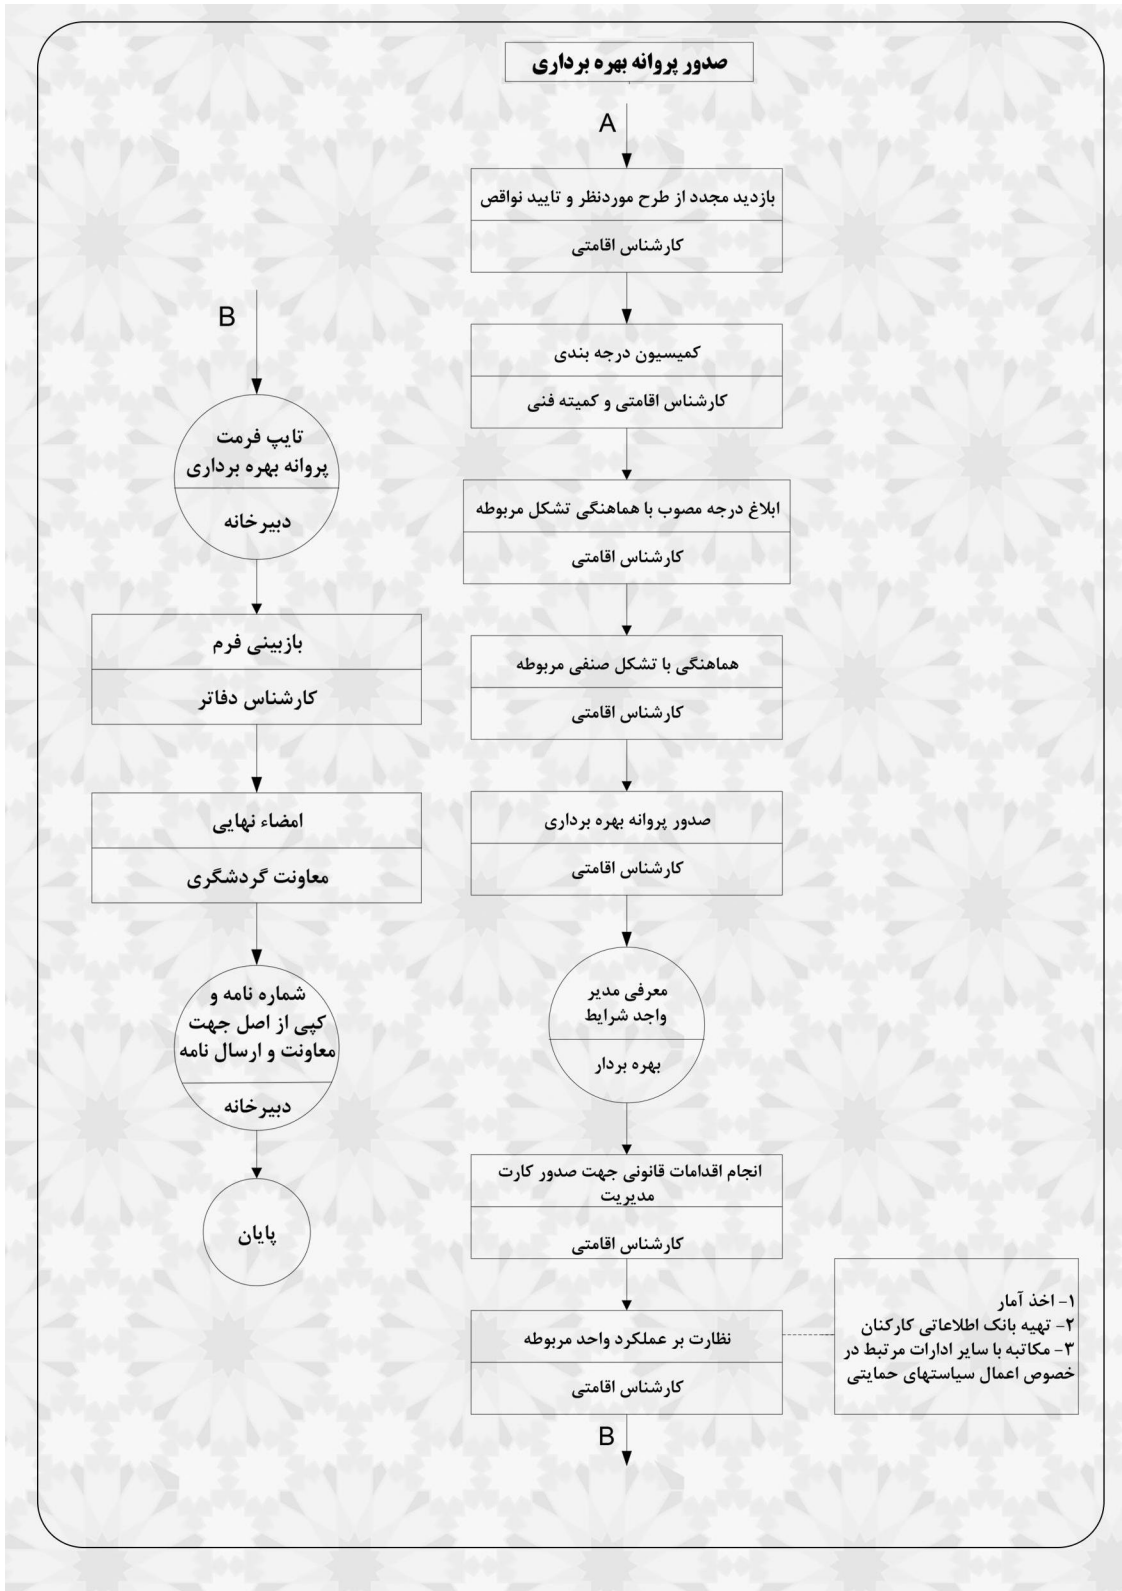 صدور پروانه بهره برداری
A
بازدید مجدد از طرح موردنظر و تایید نواقص
کارشناس اقامتی
کمیسیون درجه بندی
کارشناس اقامتی و کمیته فنی
ابلاغ درجه مصوب با هماهنگی تشکل مربوطه
کارشناس اقامتی
هماهنگی با تشکل صنفی مربوطه
کارشناس اقامتی
صدور پروانه بهره برداری
کارشناس اقامتی
معرفی مدیر
واجد شرایط
بهره بردار
انجام اقدامات قانونی جهت صدور کارت
مدیریت
کارشناس اقامتی
نظارت بر عملکرد واحد مربوطه
کارشناس اقامتی
۱- اخذ آمار
۲- تهیه بانک اطلاعاتی کارکنان
۳- مکاتبه با سایر ادارات مرتبط در
خصوص اعمال سیاستهای حمایتی
B
B
تایپ فرمت
پروانه بهره برداری
دبیرخانه
بازبینی فرم
کارشناس دفاتر
امضاء نهایی
معاونت گردشگری
شماره نامه و
کپی از اصل جهت
معاونت و ارسال نامه
دبیرخانه
پایان